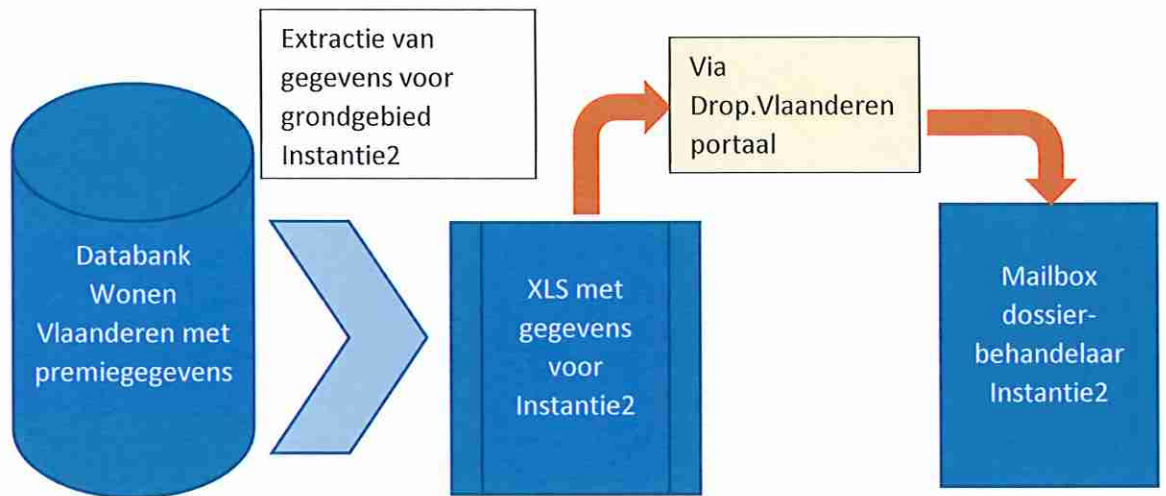 Extractie van
gegevens voor
grondgebied
Instantie2
Via
Drop.Vlaanderen
portaal
Databank
Wonen
Vlaanderen met
premiegegevens
XLS met
gegevens
voor
Instantie2
Mailbox
dossier-
behandelaar
Instantie2